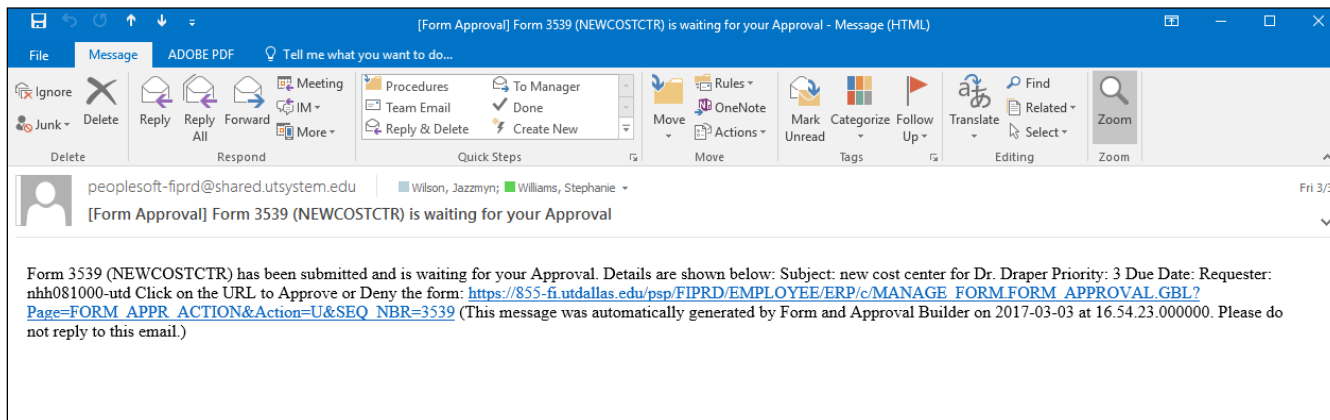 [Form Approval] Form 3539 (NEWCOSTCTR) is waiting for your Approval - Message (HTML)
File Message ADOBE PDF Tell me what you want to do...
Ignore
Junk
Delete
Reply
Reply All
Forward
Meeting
IM
More
Procedures
Team Email
Reply & Delete
To Manager
Done
Create New
Move
Rules
OneNote
Actions
Mark Unread
Categorize
Follow Up
Translate
Find
Related
Select
Zoom
Delete Respond Quick Steps Move Tags Editing Zoom
peoplesoft-fiprd@shared.utsystem.edu Wilson, Jazzmyn; Williams, Stephanie Fri 3/3
[Form Approval] Form 3539 (NEWCOSTCTR) is waiting for your Approval
Form 3539 (NEWCOSTCTR) has been submitted and is waiting for your Approval. Details are shown below: Subject: new cost center for Dr. Draper Priority: 3 Due Date: Requester:
nhh081000-utd Click on the URL to Approve or Deny the form: https://855-fi.utdallas.edu/psp/FIPRD/EMPLOYEE/ERP/c/MANAGE_FORM.FORM_APPROVAL.GBL?
Page=FORM_APPR_ACTION&Action=U&SEQ_NBR=3539 (This message was automatically generated by Form and Approval Builder on 2017-03-03 at 16.54.23.000000. Please do
not reply to this email.)